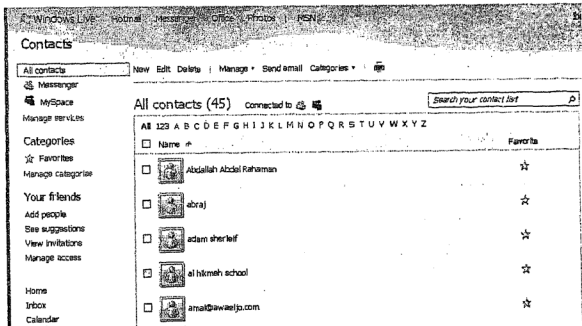 Windows Live Hotmail Messenger Office Photos | MSN
Contacts
All contacts
Messenger
MySpace
Manage services
Categories
Favorites
Manage categories
Your friends
Add people
See suggestions
View invitations
Manage access
Home
Inbox
Calendar
New Edit Delete | Manage Send email Categories
All contacts (45) Connected to
Search your contact list
All 123 A B C D E F G H I J K L M N O P Q R S T U V W X Y Z
Name Favorite
Abdallah Abdel Rahaman
abraj
adam sherleif
al hikmeh school
amal@awaeljo.com